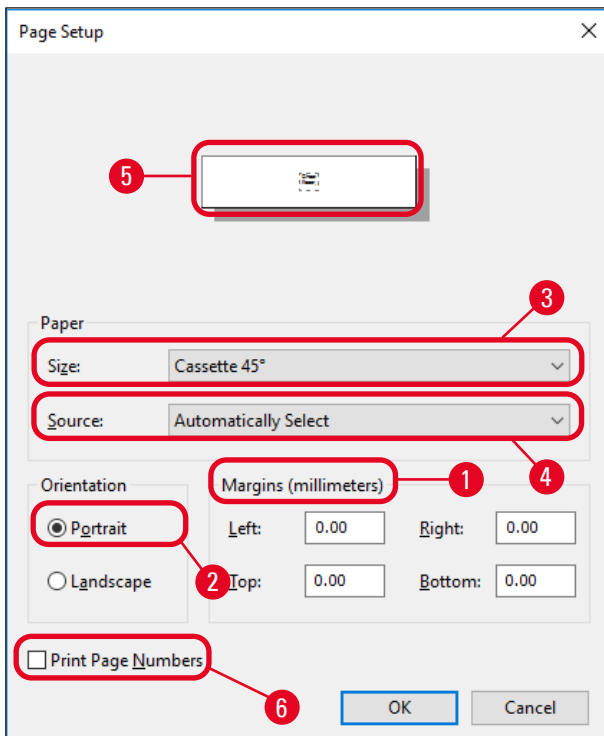 Page Setup
5
3
Paper
Size: Cassette 45°
Source: Automatically Select
4
Orientation
Margins (millimeters)
1
Portrait
Left: 0.00 Right: 0.00
2
Landscape
Top: 0.00 Bottom: 0.00
Print Page Numbers
6
OK Cancel